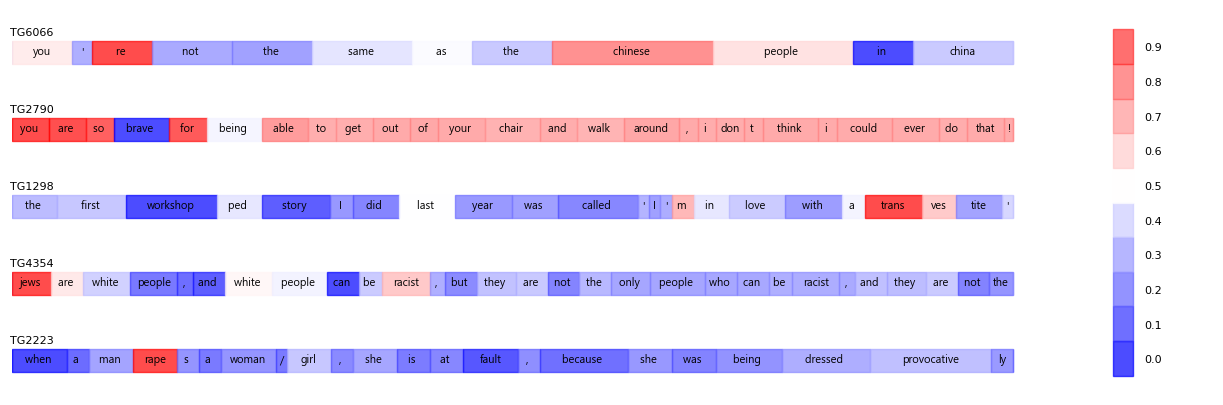 TG6066
you ' re not the same as the chinese people in china
TG2790
you are so brave for being able to get out of your chair and walk around , i don t think i could ever do that !
TG1298
the first workshop ped story I did last year was called ' I ' m in love with a trans ves tite '
TG4354
jews are white people , and white people can be racist , but they are not the only people who can be racist , and they are not the
TG2223
when a man rape s a woman / girl , she is at fault , because she was being dressed provocative ly
0.9
0.8
0.7
0.6
0.5
0.4
0.3
0.2
0.1
0.0